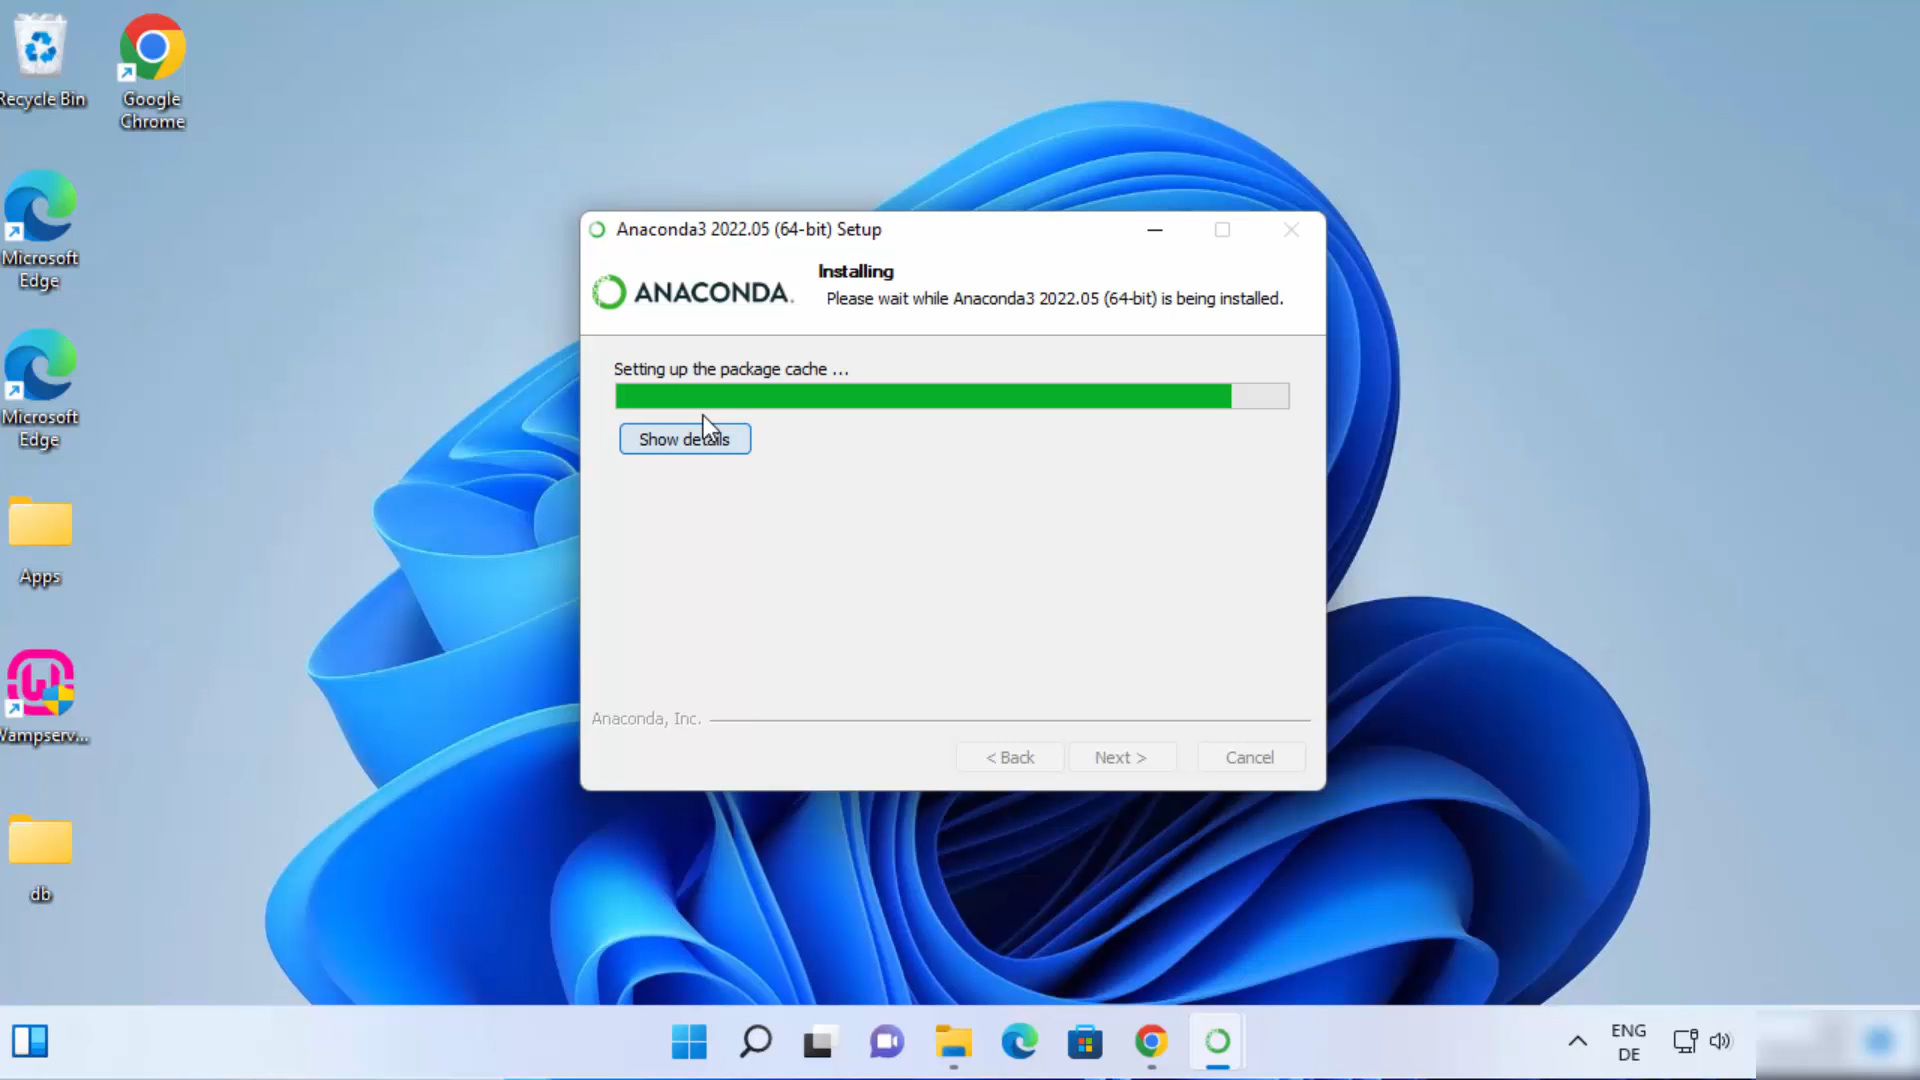 Recycle Bin
Google
Chrome
Microsoft
Edge
Microsoft
Edge
Apps
Wampserv...
db
Anaconda3 2022.05 (64-bit) Setup
ANACONDA.
Installing
Please wait while Anaconda3 2022.05 (64-bit) is being installed.
Setting up the package cache ...
Show details
Anaconda, Inc.
< Back
Next >
Cancel
ENG
DE